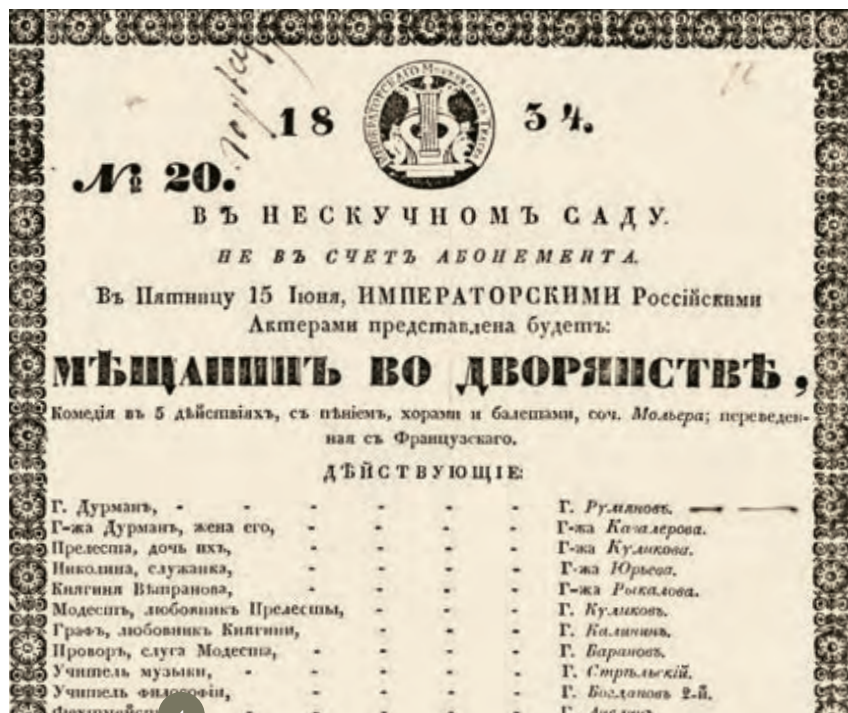 18 34.
ИМПЕРАТОРСКАГО МОСКОВСКАГО ТЕАТРА
№ 20.
ВЪ НЕСКУЧНОМЪ САДУ.
НЕ ВЪ СЧЕТЪ АБОНЕМЕНТА.
Въ Пятницу 15 Іюня, ИМПЕРАТОРСКИМИ Россійскими
Актерами представлена будетъ:
МѢЩАНИНЪ ВО ДВОРЯНСТВѢ,
Комедія въ 5 дѣйствіяхъ, съ пѣніемъ, хорами и балетами, соч. Мольера; переведен-
ная съ Французскаго.
ДѢЙСТВУЮЩІЕ:
Г. Дурманъ, - - - - - - Г. Румяновъ.
Г-жа Дурманъ, жена его, - - - - Г-жа Кавалерова.
Прелеста, дочь ихъ, - - - - Г-жа Куликова.
Николина, служанка, - - - - Г-жа Юрьева.
Княгиня Вѣтранова, - - - - Г-жа Рыкалова.
Модестъ, любовникъ Прелесты, - - - Г. Куликовъ.
Графъ, любовникъ Княгини, - - - Г. Калининъ.
Проворъ, слуга Модеста, - - - - Г. Барановъ.
Учитель музыки, - - - - - Г. Стрѣльскій.
Учитель философіи, - - - - Г. Богдановъ 2-й.